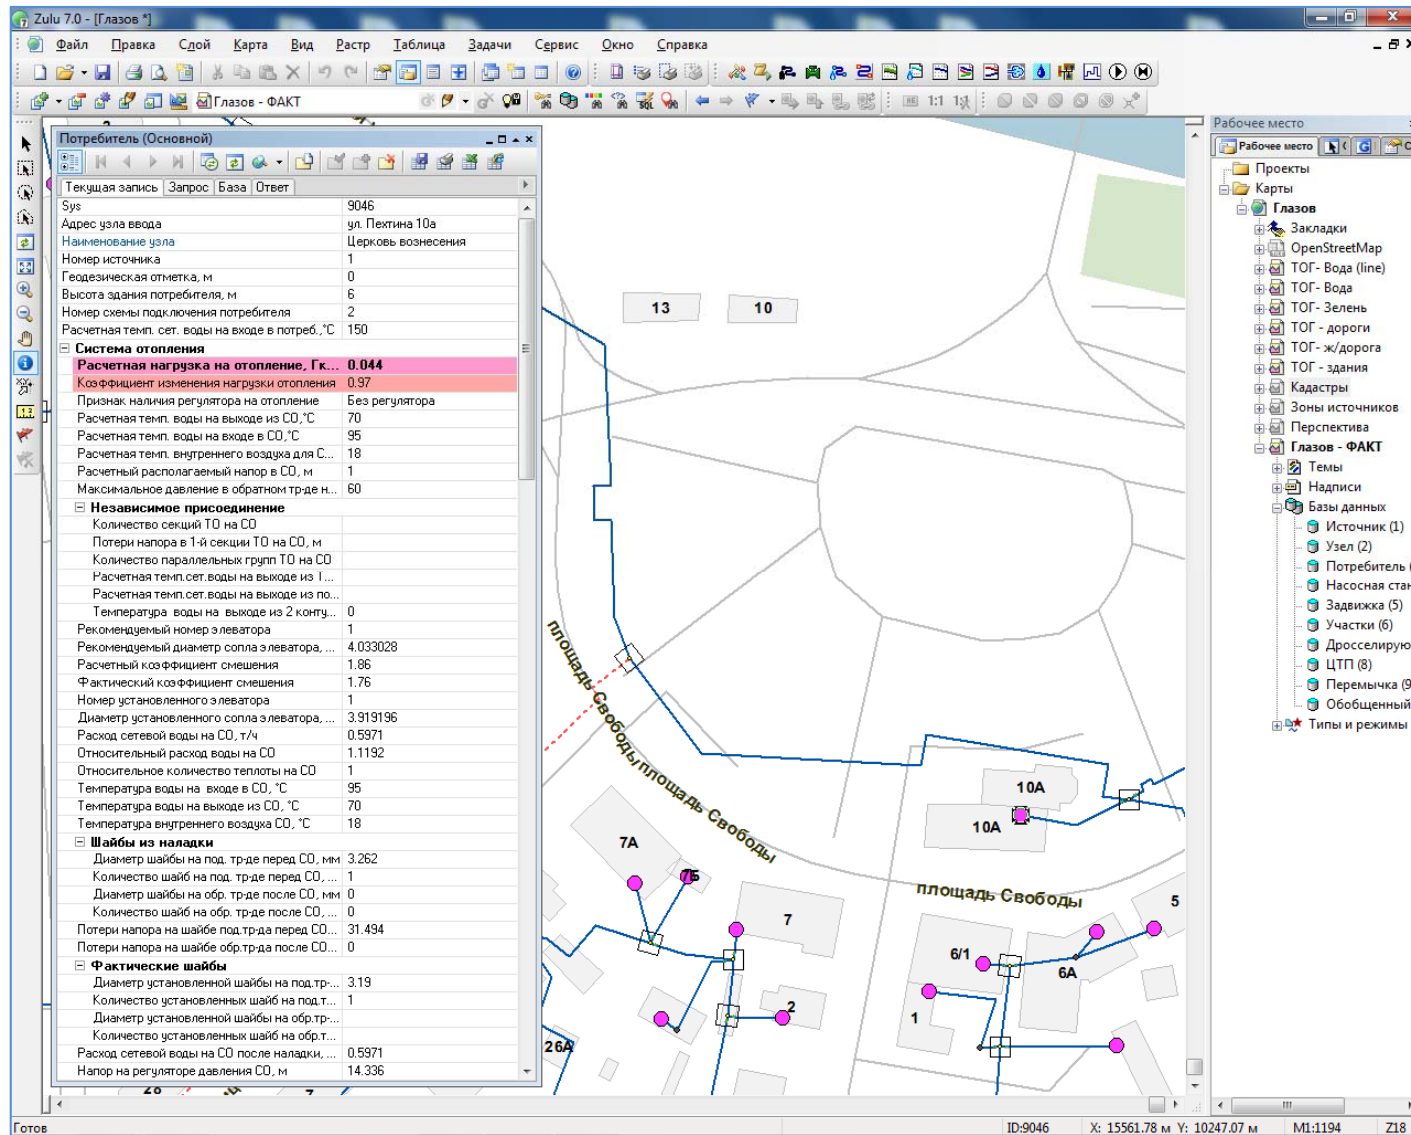 Zulu 7.0 - [Глазов *]
Файл Правка Слой Карта Вид Растр Таблица Задачи Сервис Окно Справка
Глазов - ФАКТ
1:1
Потребитель (Основной)
Текущая запись Запрос База Ответ
Sys 9046
Адрес узла ввода ул. Пехтина 10а
Наименование узла Церковь вознесения
Номер источника 1
Геодезическая отметка, м 0
Высота здания потребителя, м 6
Номер схемы подключения потребителя 2
Расчетная темп. сет. воды на входе в потреб.,°C 150
Система отопления
Расчетная нагрузка на отопление, Гк... 0.044
Коэффициент изменения нагрузки отопления 0.97
Признак наличия регулятора на отопление Без регулятора
Расчетная темп. воды на выходе из СО,°C 70
Расчетная темп. воды на входе в СО,°C 95
Расчетная темп. внутреннего воздуха для С... 18
Расчетный располагаемый напор в СО, м 1
Максимальное давление в обратном тр-де н... 60
Независимое присоединение
Количество секций ТО на СО
Потери напора в 1-й секции ТО на СО, м
Количество параллельных групп ТО на СО
Расчетная темп.сет.воды на выходе из Т...
Расчетная темп.сет.воды на выходе из по...
Температура воды на выходе из 2 конту... 0
Рекомендуемый номер элеватора 1
Рекомендуемый диаметр сопла элеватора, ... 4.033028
Расчетный коэффициент смешения 1.86
Фактический коэффициент смешения 1.76
Номер установленного элеватора 1
Диаметр установленного сопла элеватора, ... 3.919196
Расход сетевой воды на СО, т/ч 0.5971
Относительный расход воды на СО 1.1192
Относительное количество теплоты на СО 1
Температура воды на входе в СО, °C 95
Температура воды на выходе из СО, °C 70
Температура внутреннего воздуха СО, °C 18
Шайбы из наладки
Диаметр шайбы на под. тр-де перед СО, мм 3.262
Количество шайб на под. тр-де перед СО, ... 1
Диаметр шайбы на обр. тр-де после СО, мм 0
Количество шайб на обр. тр-де после СО, ... 0
Потери напора на шайбе под.тр-да перед СО... 31.494
Потери напора на шайбе обр.тр-да после СО... 0
Фактические шайбы
Диаметр установленной шайбы на под.тр-... 3.19
Количество установленных шайб на под.т... 1
Диаметр установленной шайбы на обр.тр-...
Количество установленных шайб на обр.т...
Расход сетевой воды на СО после наладки, ... 0.5971
Напор на регуляторе давления СО, м 14.336
13
10
площадь Свободы
площадь Свободы
10А
10А
7А
7Б
7
площадь Свободы
5
6/1
6А
2
1
26А
Рабочее место
Рабочее место
Проекты
Карты
Глазов
Закладки
OpenStreetMap
ТОГ- Вода (line)
ТОГ- Вода
ТОГ- Зелень
ТОГ - дороги
ТОГ- ж/дорога
ТОГ - здания
Кадастры
Зоны источников
Перспектива
Глазов - ФАКТ
Темы
Надписи
Базы данных
Источник (1)
Узел (2)
Потребитель (
Насосная стан
Задвижка (5)
Участки (6)
Дросселирую
ЦТП (8)
Перемычка (9
Обобщенный
Типы и режимы
Готов
ID:9046 X: 15561.78 м Y: 10247.07 м М1:1194 Z18